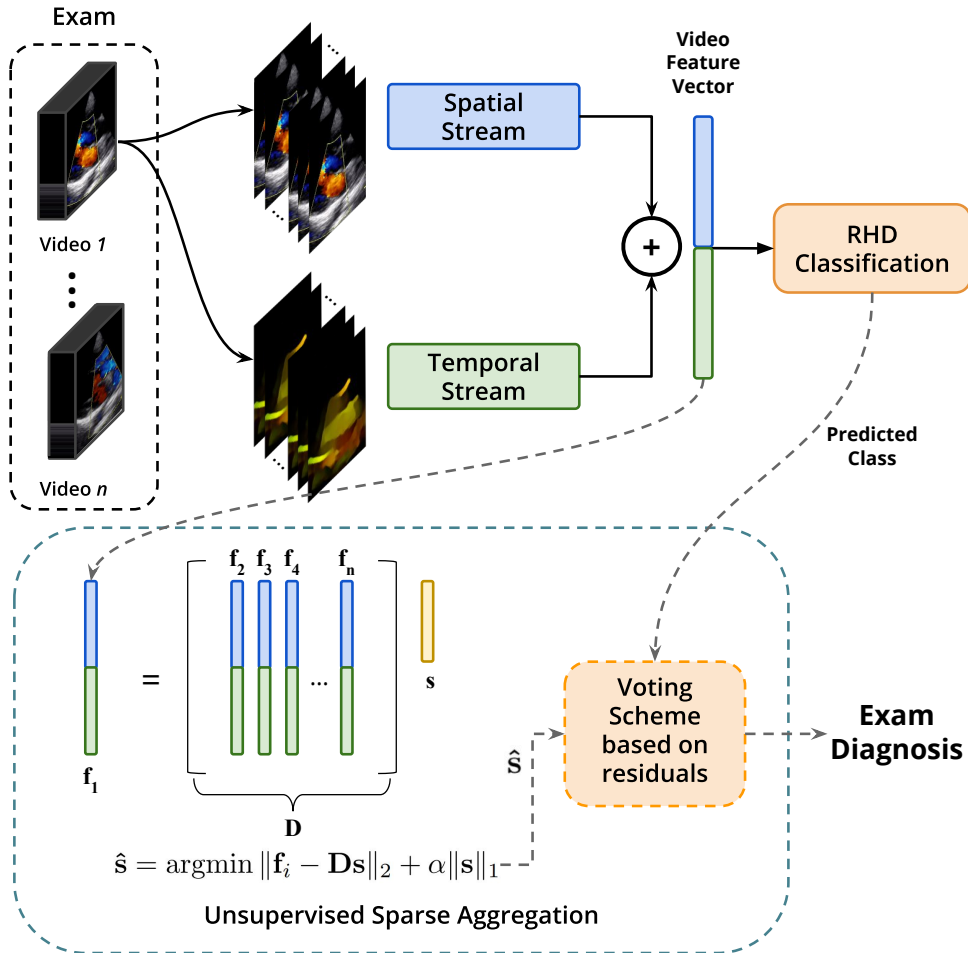 Exam
Video 1
Video n
...
...
...
...
Spatial
Stream
Temporal
Stream
+
Video
Feature
Vector
RHD
Classification
Predicted
Class
f₂ f₃ f₄ fₙ
=
...
s
f₁
D
ŝ = argmin ‖fᵢ − Ds‖₂ + α‖s‖₁
ŝ
Voting
Scheme
based on
residuals
Exam
Diagnosis
Unsupervised Sparse Aggregation